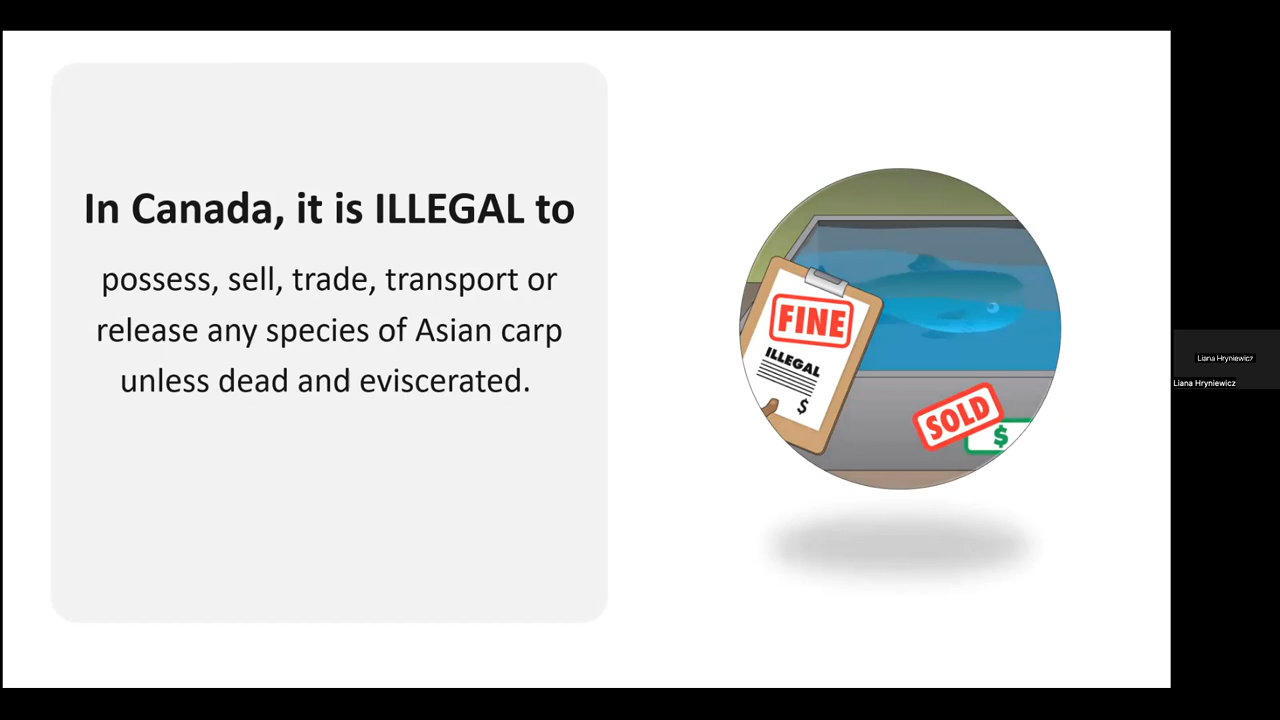 In Canada, it is ILLEGAL to
possess, sell, trade, transport or
release any species of Asian carp
unless dead and eviscerated.
FINE
ILLEGAL
$
SOLD
$
Liana Hryniewicz
Liana Hryniewicz